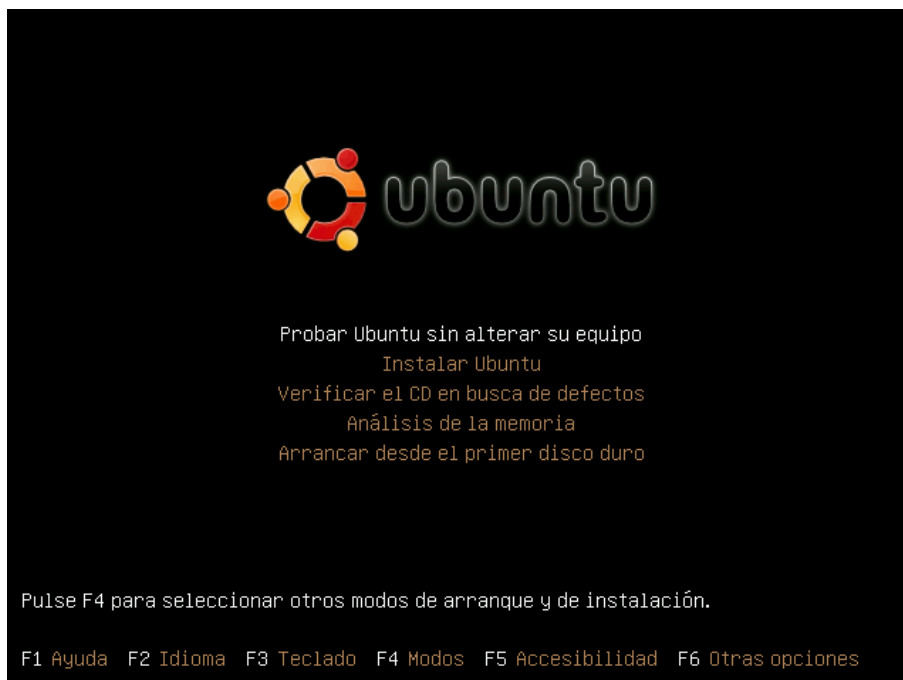 ubuntu
Probar Ubuntu sin alterar su equipo
Instalar Ubuntu
Verificar el CD en busca de defectos
Análisis de la memoria
Arrancar desde el primer disco duro
Pulse F4 para seleccionar otros modos de arranque y de instalación.
F1 Ayuda F2 Idioma F3 Teclado F4 Modos F5 Accesibilidad F6 Otras opciones